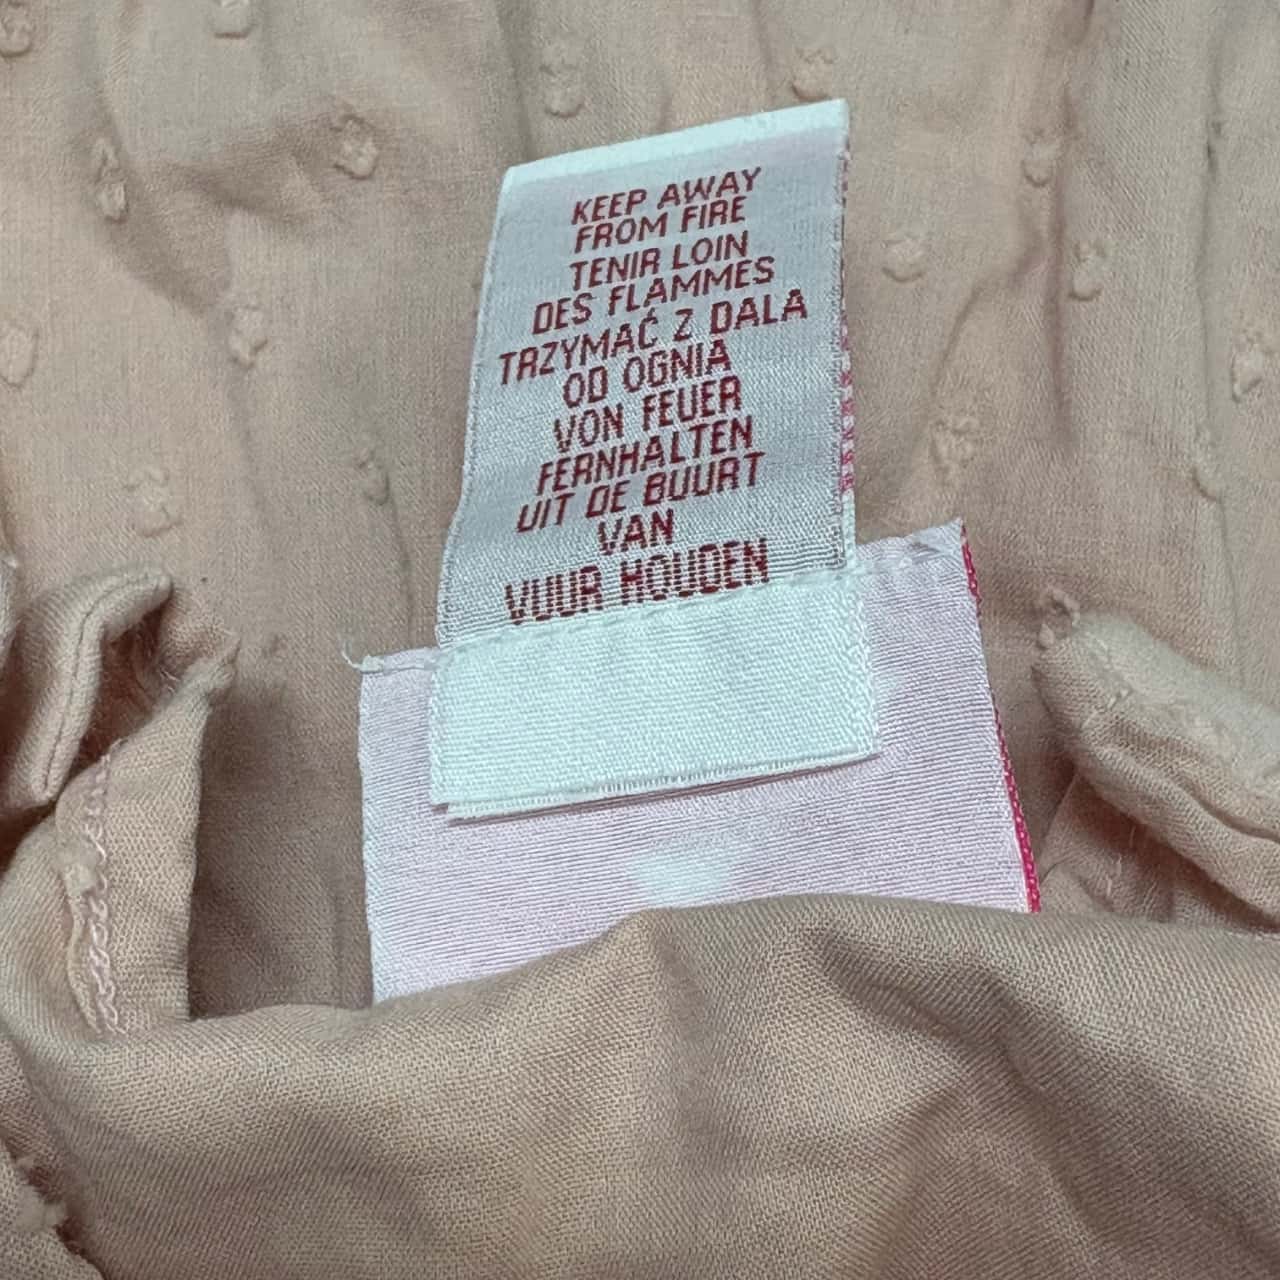 KEEP AWAY
FROM FIRE
TENIR LOIN
DES FLAMMES
TRZYMAĆ Z DALA
OD OGNIA
VON FEUER
FERNHALTEN
UIT DE BUURT
VAN
VUUR HOUDEN